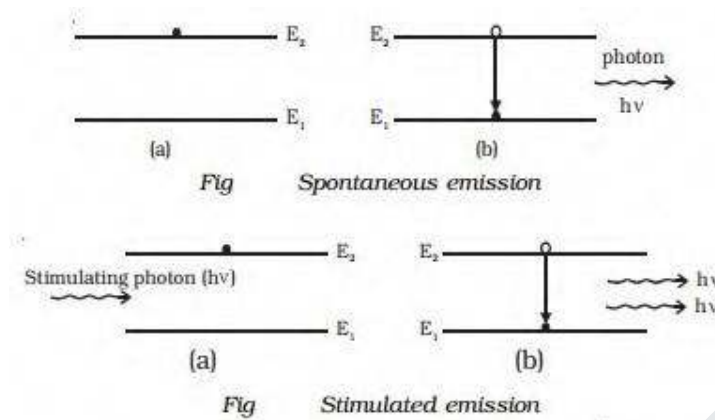 E₂ E₂
photon
hν
E₁ E₁
(a) (b)
Fig Spontaneous emission
E₂ E₂
Stimulating photon (hν) hν
hν
E₁ E₁
(a) (b)
Fig Stimulated emission